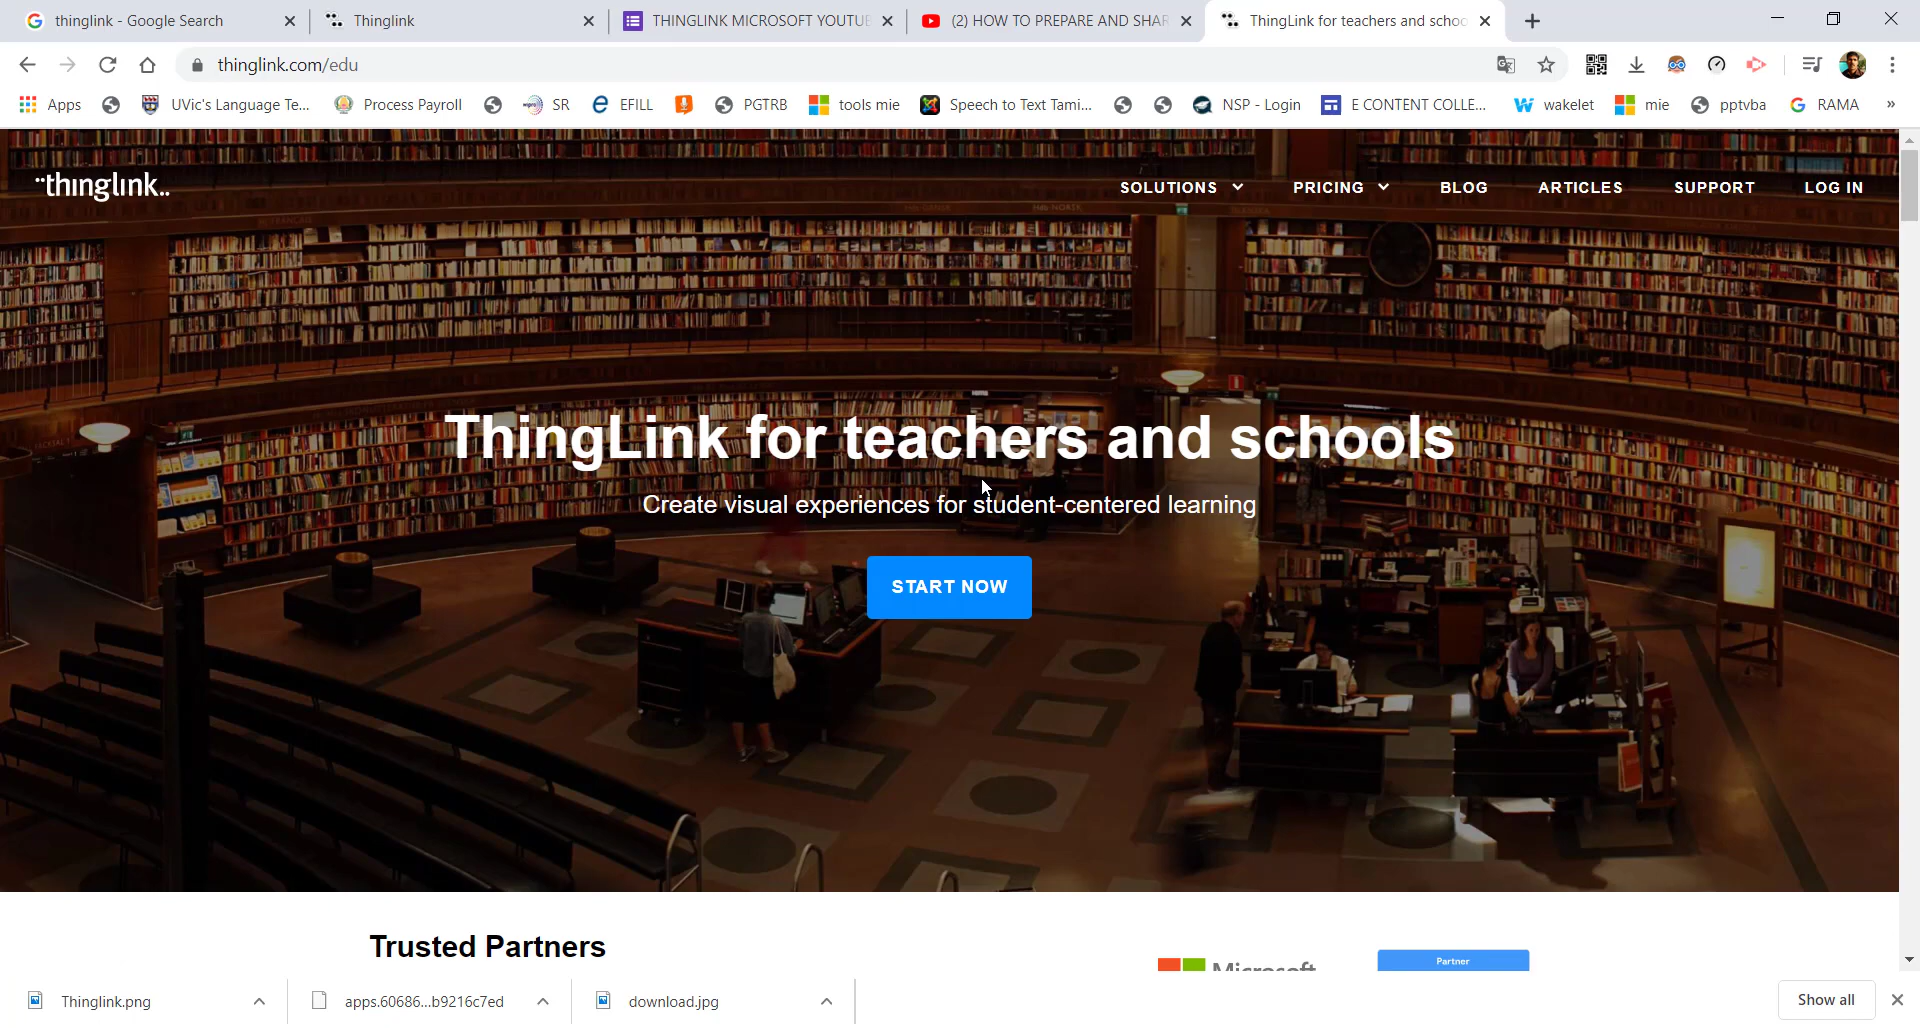 thinglink - Google Search
Thinglink
THINGLINK MICROSOFT YOUTUB
(2) HOW TO PREPARE AND SHAR
ThingLink for teachers and schoo
thinglink.com/edu
Apps
UVic's Language Te...
Process Payroll
SR
EFILL
PGTRB
tools mie
Speech to Text Tami...
NSP - Login
E CONTENT COLLE...
wakelet
mie
pptvba
RAMA
»
thinglink..
SOLUTIONS
PRICING
BLOG
ARTICLES
SUPPORT
LOG IN
ThingLink for teachers and schools
Create visual experiences for student-centered learning
START NOW
Trusted Partners
Microsoft
Partner
Thinglink.png
apps.60686...b9216c7ed
download.jpg
Show all